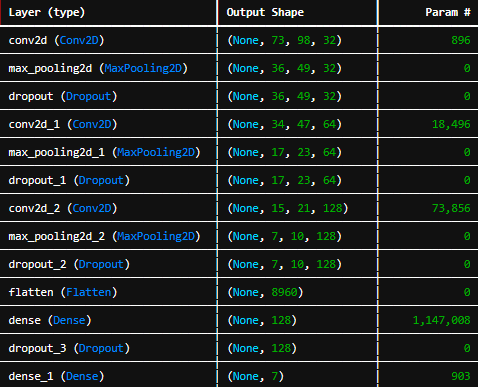 Layer (type) Output Shape Param #
conv2d (Conv2D) (None, 73, 98, 32) 896
max_pooling2d (MaxPooling2D) (None, 36, 49, 32) 0
dropout (Dropout) (None, 36, 49, 32) 0
conv2d_1 (Conv2D) (None, 34, 47, 64) 18,496
max_pooling2d_1 (MaxPooling2D) (None, 17, 23, 64) 0
dropout_1 (Dropout) (None, 17, 23, 64) 0
conv2d_2 (Conv2D) (None, 15, 21, 128) 73,856
max_pooling2d_2 (MaxPooling2D) (None, 7, 10, 128) 0
dropout_2 (Dropout) (None, 7, 10, 128) 0
flatten (Flatten) (None, 8960) 0
dense (Dense) (None, 128) 1,147,008
dropout_3 (Dropout) (None, 128) 0
dense_1 (Dense) (None, 7) 903